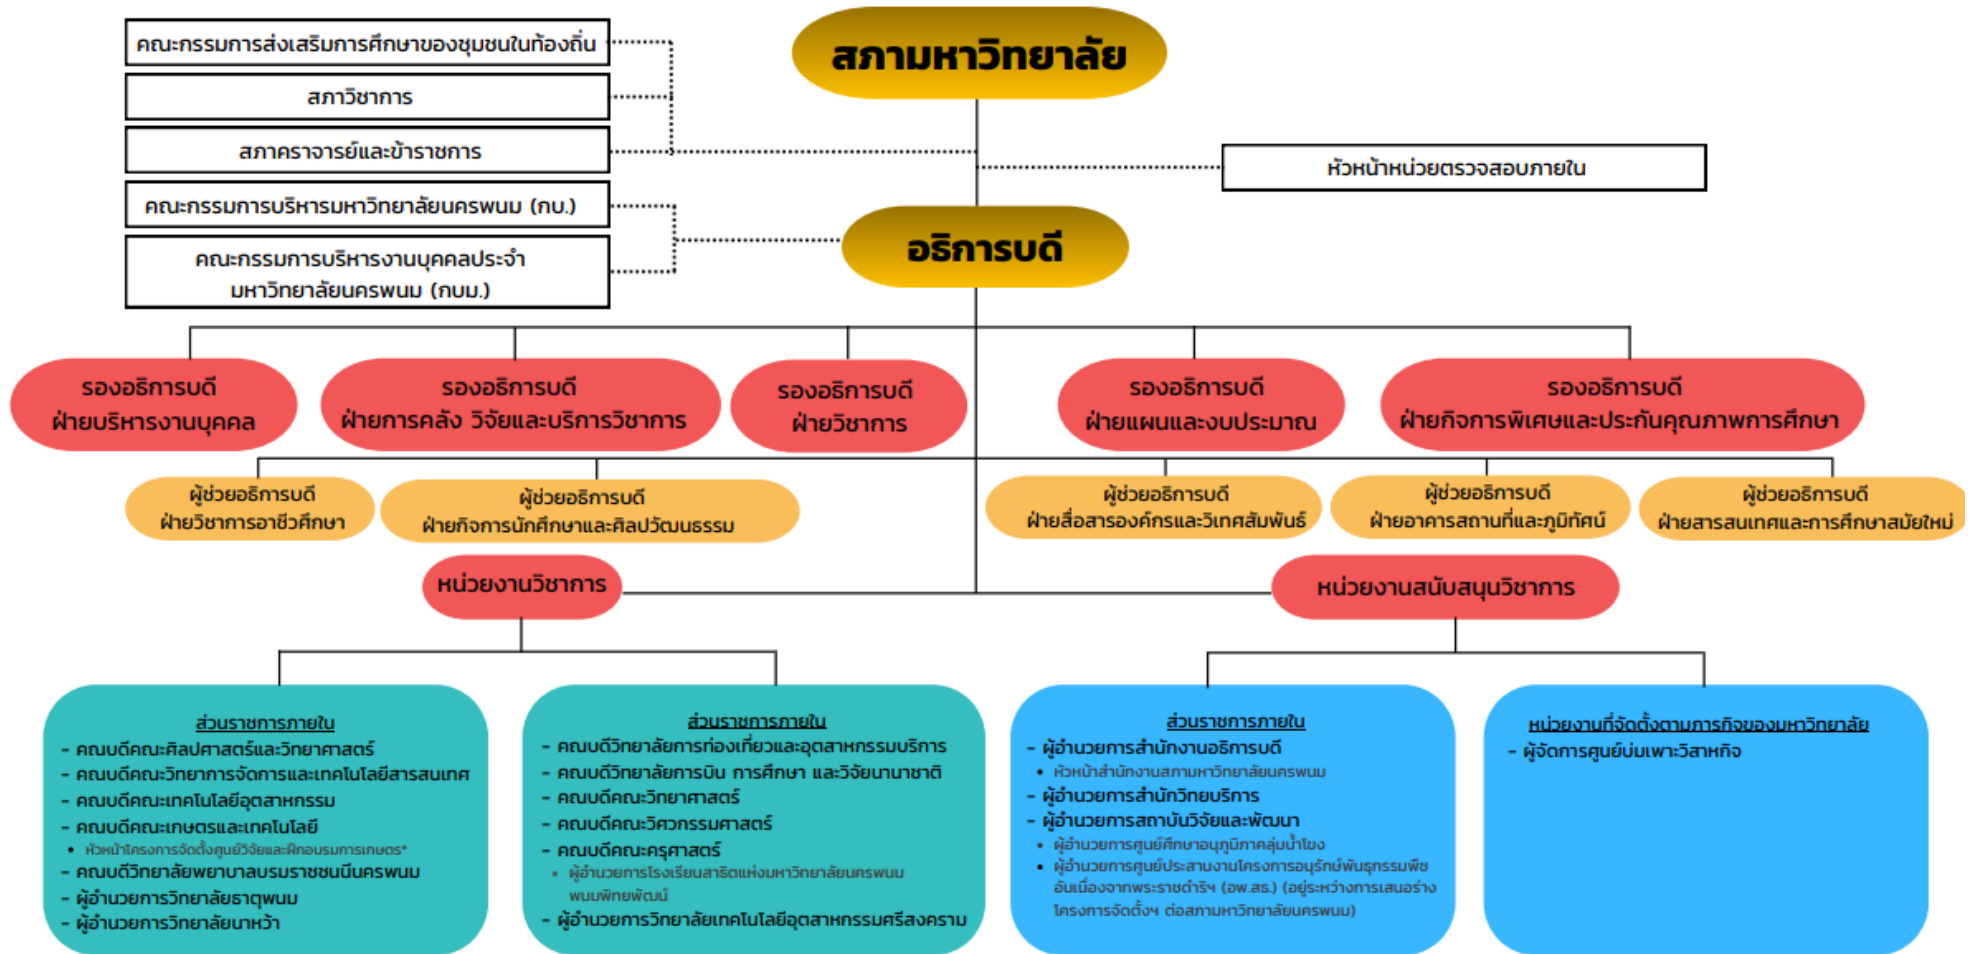 คณะกรรมการส่งเสริมการศึกษาของชุมชนในท้องถิ่น
สภามหาวิทยาลัย
สภาวิชาการ
สภาคราจารย์และข้าราชการ
หัวหน้าหน่วยตรวจสอบภายใน
คณะกรรมการบริหารมหาวิทยาลัยนครพนม (กบ.)
อธิการบดี
คณะกรรมการบริหารงานบุคคลประจำ
มหาวิทยาลัยนครพนม (กบม.)
รองอธิการบดี
ฝ่ายบริหารงานบุคคล
รองอธิการบดี
ฝ่ายการคลัง วิจัยและบริการวิชาการ
รองอธิการบดี
ฝ่ายวิชาการ
รองอธิการบดี
ฝ่ายแผนและงบประมาณ
รองอธิการบดี
ฝ่ายกิจการพิเศษและประกันคุณภาพการศึกษา
ผู้ช่วยอธิการบดี
ฝ่ายวิชาการอาชีวศึกษา
ผู้ช่วยอธิการบดี
ฝ่ายกิจการนักศึกษาและศิลปวัฒนธรรม
ผู้ช่วยอธิการบดี
ฝ่ายสื่อสารองค์กรและวิเทศสัมพันธ์
ผู้ช่วยอธิการบดี
ฝ่ายอาคารสถานที่และภูมิทัศน์
ผู้ช่วยอธิการบดี
ฝ่ายสารสนเทศและการศึกษาสมัยใหม่
หน่วยงานวิชาการ
หน่วยงานสนับสนุนวิชาการ
ส่วนราชการภายใน
- คณบดีคณะศิลปศาสตร์และวิทยาศาสตร์
- คณบดีคณะวิทยาการจัดการและเทคโนโลยีสารสนเทศ
- คณบดีคณะเทคโนโลยีอุตสาหกรรม
- คณบดีคณะเกษตรและเทคโนโลยี
• หัวหน้าโครงการจัดตั้งศูนย์วิจัยและฝึกอบรมการเกษตร*
- คณบดีวิทยาลัยพยาบาลบรมราชชนนีนครพนม
- ผู้อำนวยการวิทยาลัยธาตุพนม
- ผู้อำนวยการวิทยาลัยนาหว้า
ส่วนราชการภายใน
- คณบดีวิทยาลัยการท่องเที่ยวและอุตสาหกรรมบริการ
- คณบดีวิทยาลัยการบิน การศึกษา และวิจัยนานาชาติ
- คณบดีคณะวิทยาศาสตร์
- คณบดีคณะวิศวกรรมศาสตร์
- คณบดีคณะครุศาสตร์
• ผู้อำนวยการโรงเรียนสาธิตแห่งมหาวิทยาลัยนครพนม
พนมพิทยพัฒน์
- ผู้อำนวยการวิทยาลัยเทคโนโลยีอุตสาหกรรมศรีสงคราม
ส่วนราชการภายใน
- ผู้อำนวยการสำนักงานอธิการบดี
• หัวหน้าสำนักงานสภามหาวิทยาลัยนครพนม
- ผู้อำนวยการสำนักวิทยบริการ
- ผู้อำนวยการสถาบันวิจัยและพัฒนา
• ผู้อำนวยการศูนย์ศึกษาอนุภูมิภาคลุ่มน้ำโขง
• ผู้อำนวยการศูนย์ประสานงานโครงการอนุรักษ์พันธุกรรมพืช
อันเนื่องจากพระราชดำริฯ (อพ.สธ.) (อยู่ระหว่างการเสนอร่าง
โครงการจัดตั้งฯ ต่อสภามหาวิทยาลัยนครพนม)
หน่วยงานที่จัดตั้งตามภารกิจของมหาวิทยาลัย
- ผู้จัดการศูนย์บ่มเพาะวิสาหกิจ